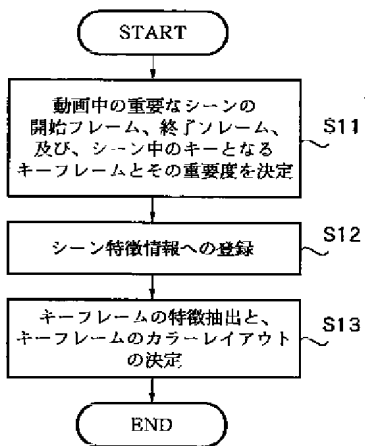 START
動画中の重要なシーンの
開始フレーム、終了ソレーム、
及び、シーン中のキーとなる
キーフレームとその重要度を決定
S11
シーン特徴情報への登録
S12
キーフレームの特徴抽出と、
キーフレームのカラーレイアウト
の決定
S13
END